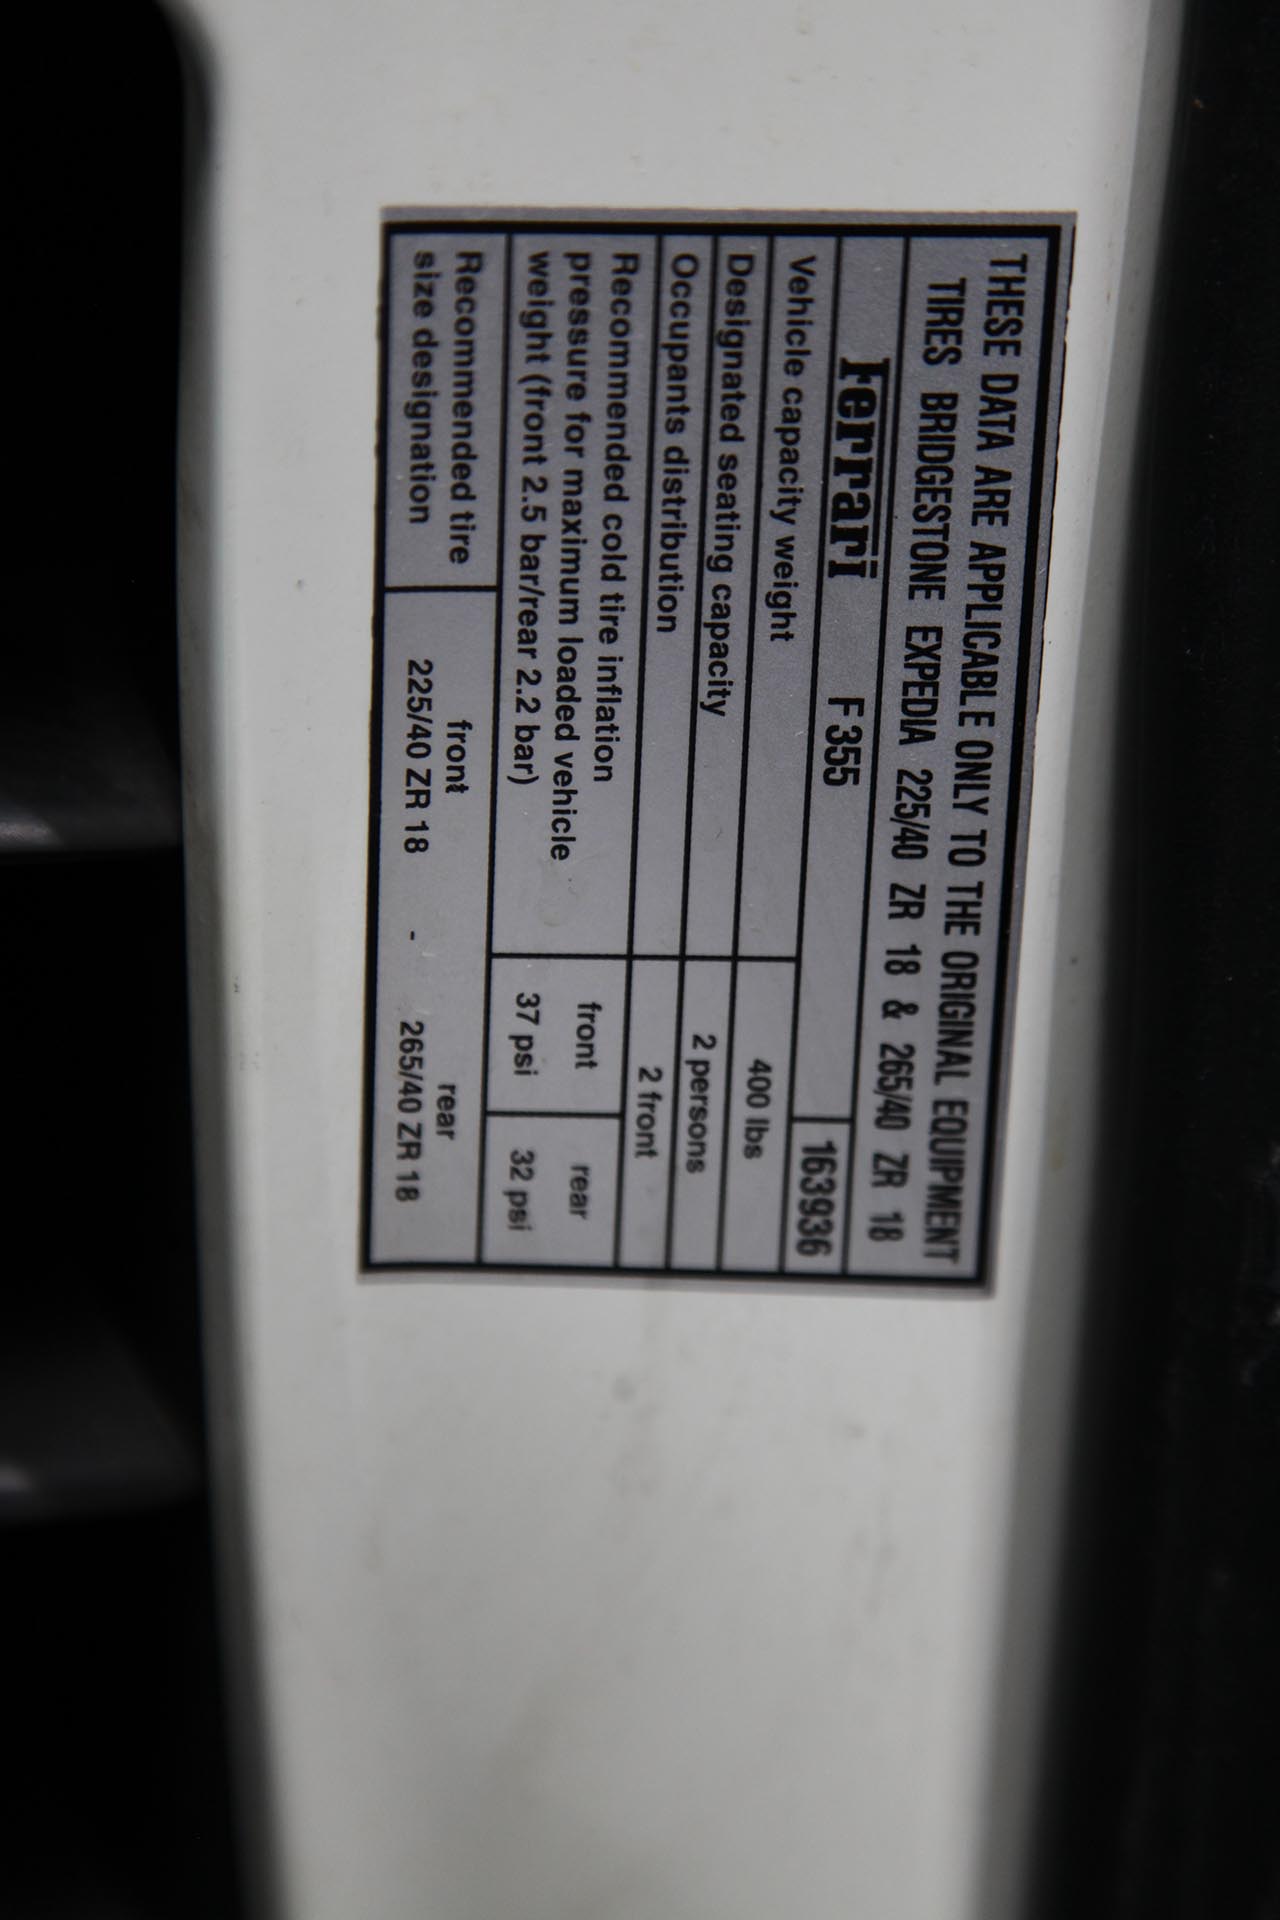 THESE DATA ARE APPLICABLE ONLY TO THE ORIGINAL EQUIPMENT
TIRES BRIDGESTONE EXPEDIA 225/40 ZR 18 & 265/40 ZR 18
Ferrari F 355 163936
Vehicle capacity weight 400 lbs
Designated seating capacity 2 persons
Occupants distribution 2 front
Recommended cold tire inflation
pressure for maximum loaded vehicle front rear
weight (front 2.5 bar/rear 2.2 bar) 37 psi 32 psi
Recommended tire front rear
size designation 225/40 ZR 18 - 265/40 ZR 18